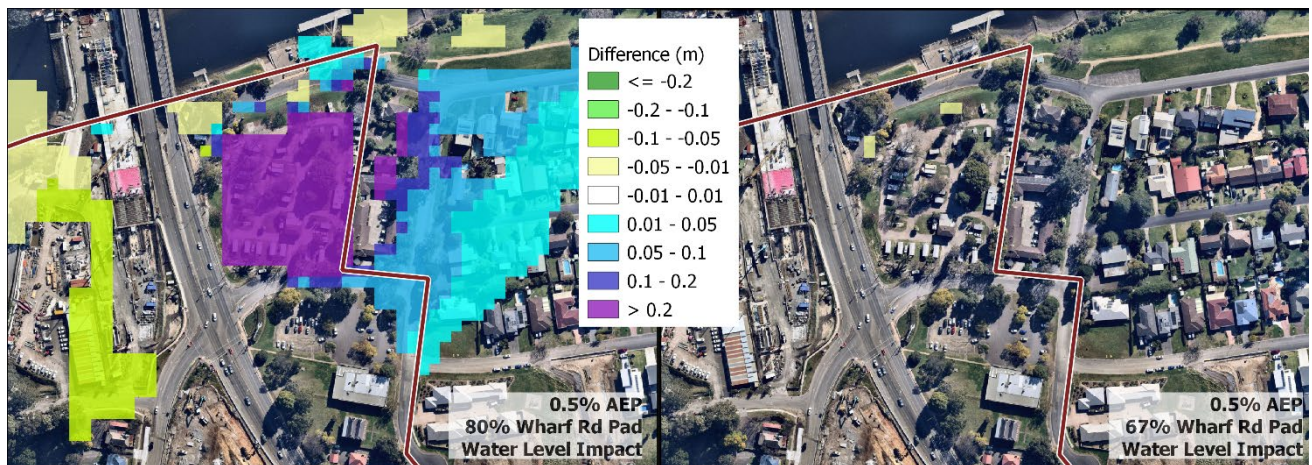 Difference (m)
<= -0.2
-0.2 - -0.1
-0.1 - -0.05
-0.05 - -0.01
-0.01 - 0.01
0.01 - 0.05
0.05 - 0.1
0.1 - 0.2
> 0.2
0.5% AEP
80% Wharf Rd Pad
Water Level Impact
0.5% AEP
67% Wharf Rd Pad
Water Level Impact